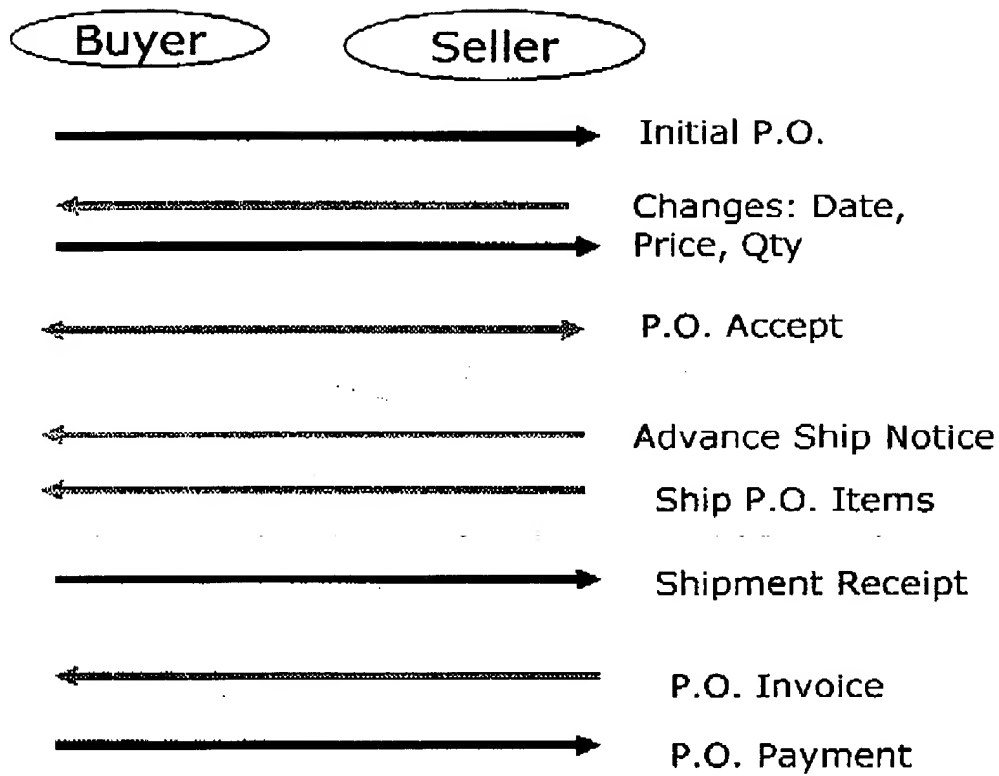 Buyer
Seller
Initial P.O.
Changes: Date,
Price, Qty
P.O. Accept
Advance Ship Notice
Ship P.O. Items
Shipment Receipt
P.O. Invoice
P.O. Payment